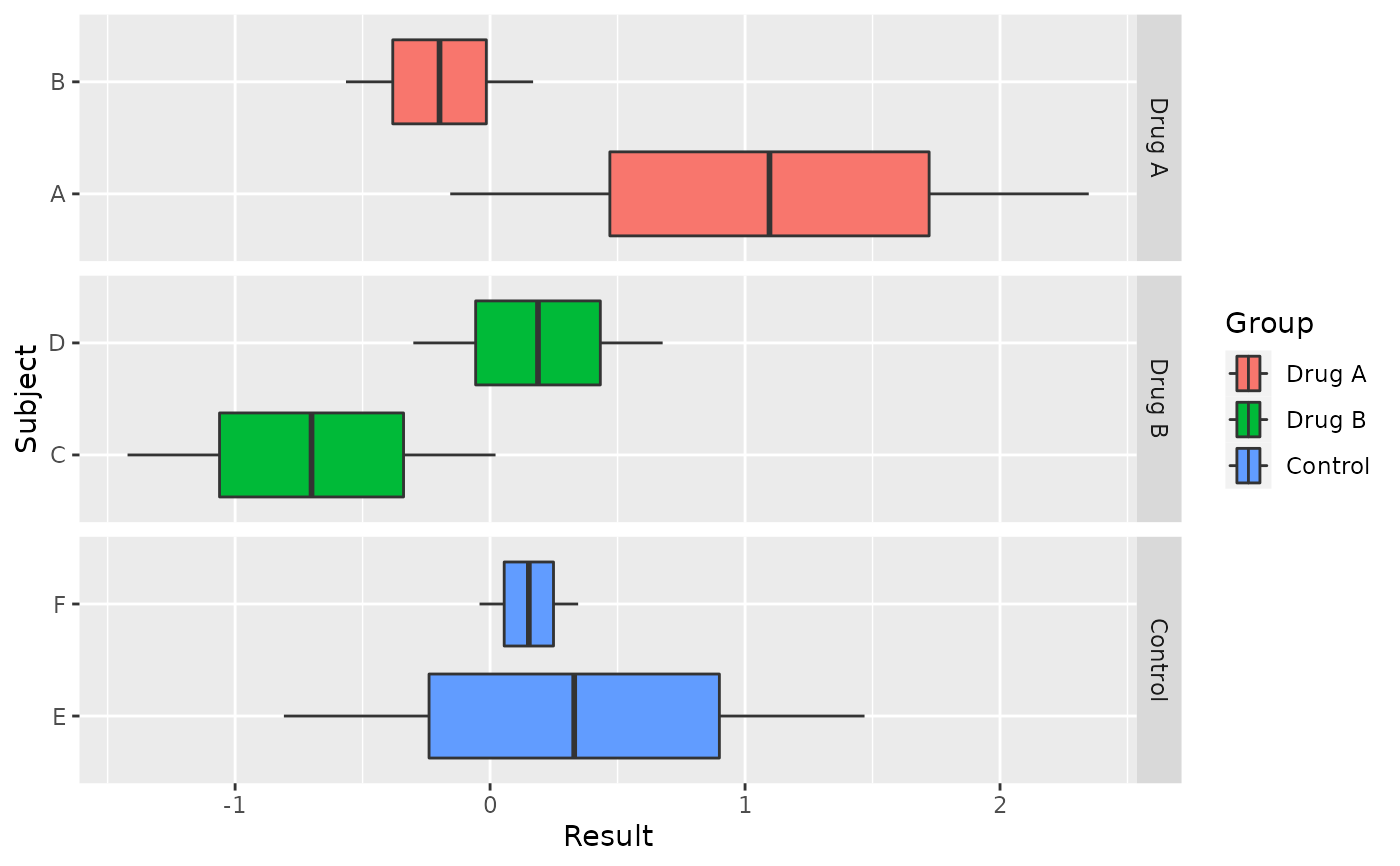 B
A
Drug A
D
C
Drug B
F
E
Control
Subject
-1 0 1 2
Result
Group
Drug A
Drug B
Control